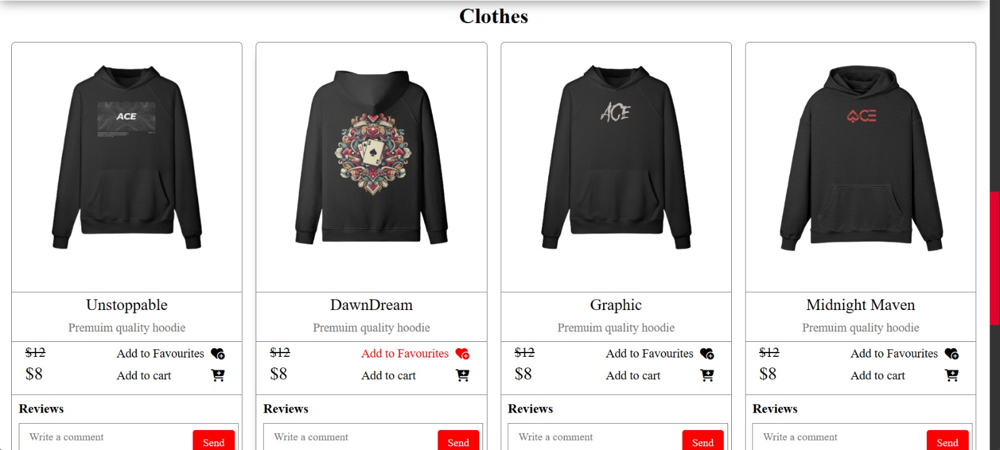 Clothes
ACE
ACE
ACE
Unstoppable
Premuim quality hoodie
$12
Add to Favourites
$8
Add to cart
Reviews
Write a comment
Send
DawnDream
Premuim quality hoodie
$12
Add to Favourites
$8
Add to cart
Reviews
Write a comment
Send
Graphic
Premuim quality hoodie
$12
Add to Favourites
$8
Add to cart
Reviews
Write a comment
Send
Midnight Maven
Premuim quality hoodie
$12
Add to Favourites
$8
Add to cart
Reviews
Write a comment
Send